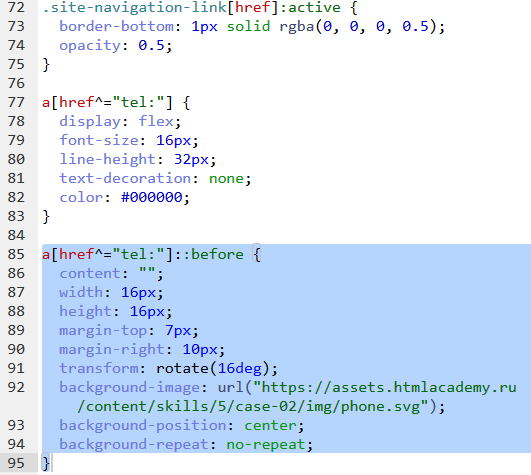 72 .site-navigation-link[href]:active {
73 border-bottom: 1px solid rgba(0, 0, 0, 0.5);
74 opacity: 0.5;
75 }
76
77 a[href^="tel:"] {
78 display: flex;
79 font-size: 16px;
80 line-height: 32px;
81 text-decoration: none;
82 color: #000000;
83 }
84
85 a[href^="tel:"]::before {
86 content: "";
87 width: 16px;
88 height: 16px;
89 margin-top: 7px;
90 margin-right: 10px;
91 transform: rotate(16deg);
92 background-image: url("https://assets.htmlacademy.ru
/content/skills/5/case-02/img/phone.svg");
93 background-position: center;
94 background-repeat: no-repeat;
95 }